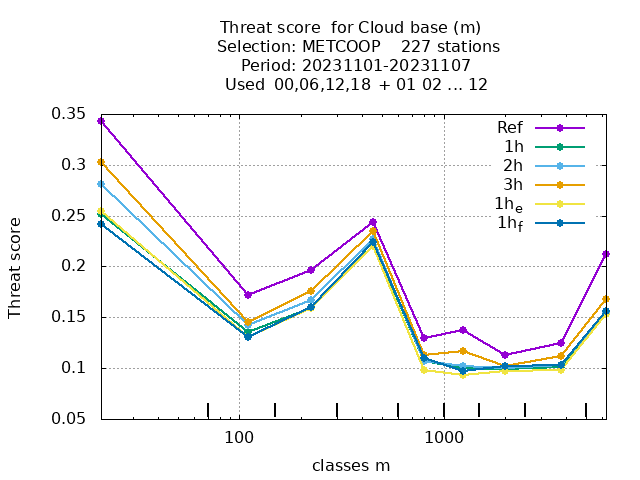 Threat score  for Cloud base (m)
Selection: METCOOP    227 stations
Period: 20231101-20231107
Used  00,06,12,18  + 01 02 ... 12
Threat score
0.35
0.3
0.25
0.2
0.15
0.1
0.05
Ref
1h
2h
3h
1he
1hf
100
1000
classes m